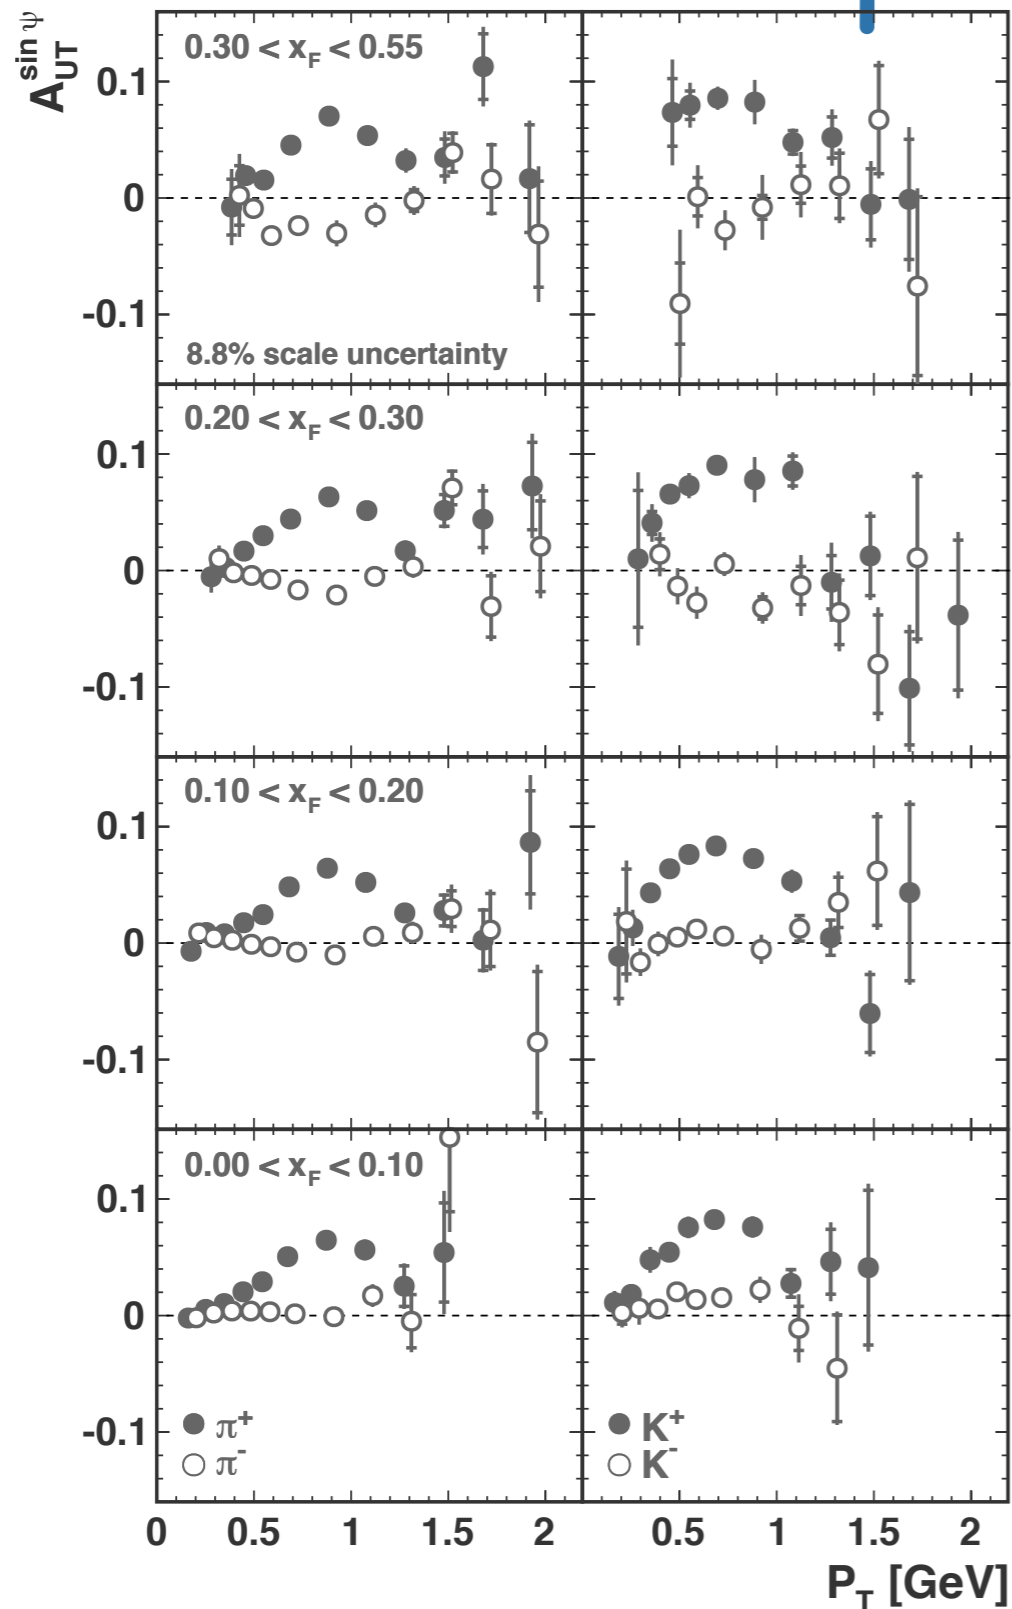 A_UT^sin ψ
0.30 < x_F < 0.55
0.1
0
-0.1
8.8% scale uncertainty
0.20 < x_F < 0.30
0.1
0
-0.1
0.10 < x_F < 0.20
0.1
0
-0.1
0.00 < x_F < 0.10
0.1
0
-0.1
π⁺ K⁺
π⁻ K⁻
0 0.5 1 1.5 2 0.5 1 1.5 2
P_T [GeV]